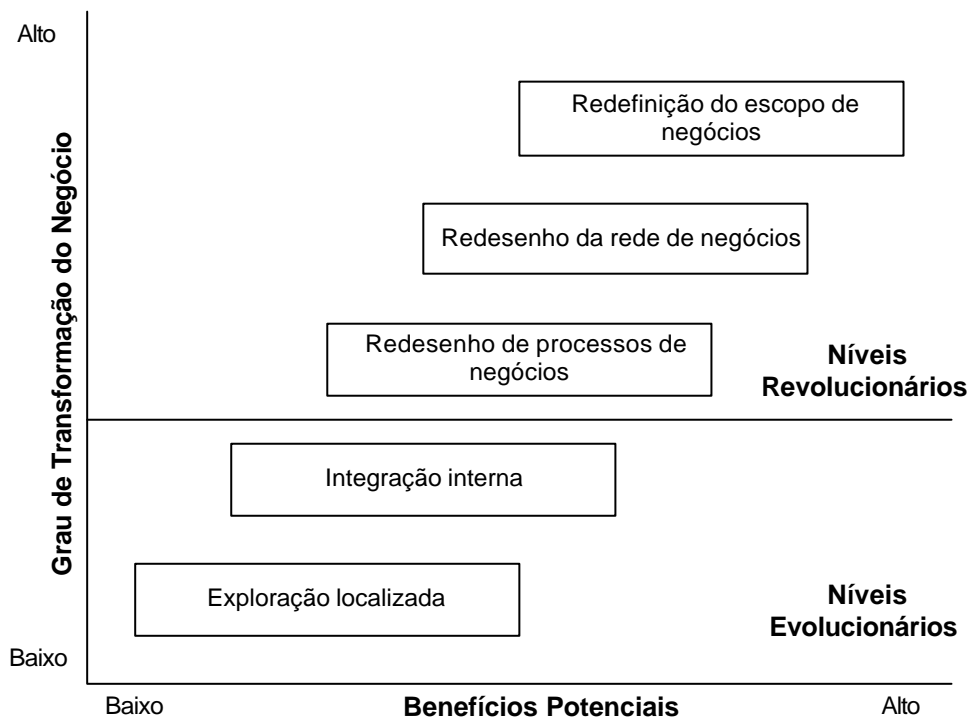 Alto
Grau de Transformação do Negócio
Redefinição do escopo de
negócios
Redesenho da rede de negócios
Redesenho de processos de
negócios
Níveis
Revolucionários
Integração interna
Exploração localizada
Níveis
Evolucionários
Baixo
Baixo
Benefícios Potenciais
Alto